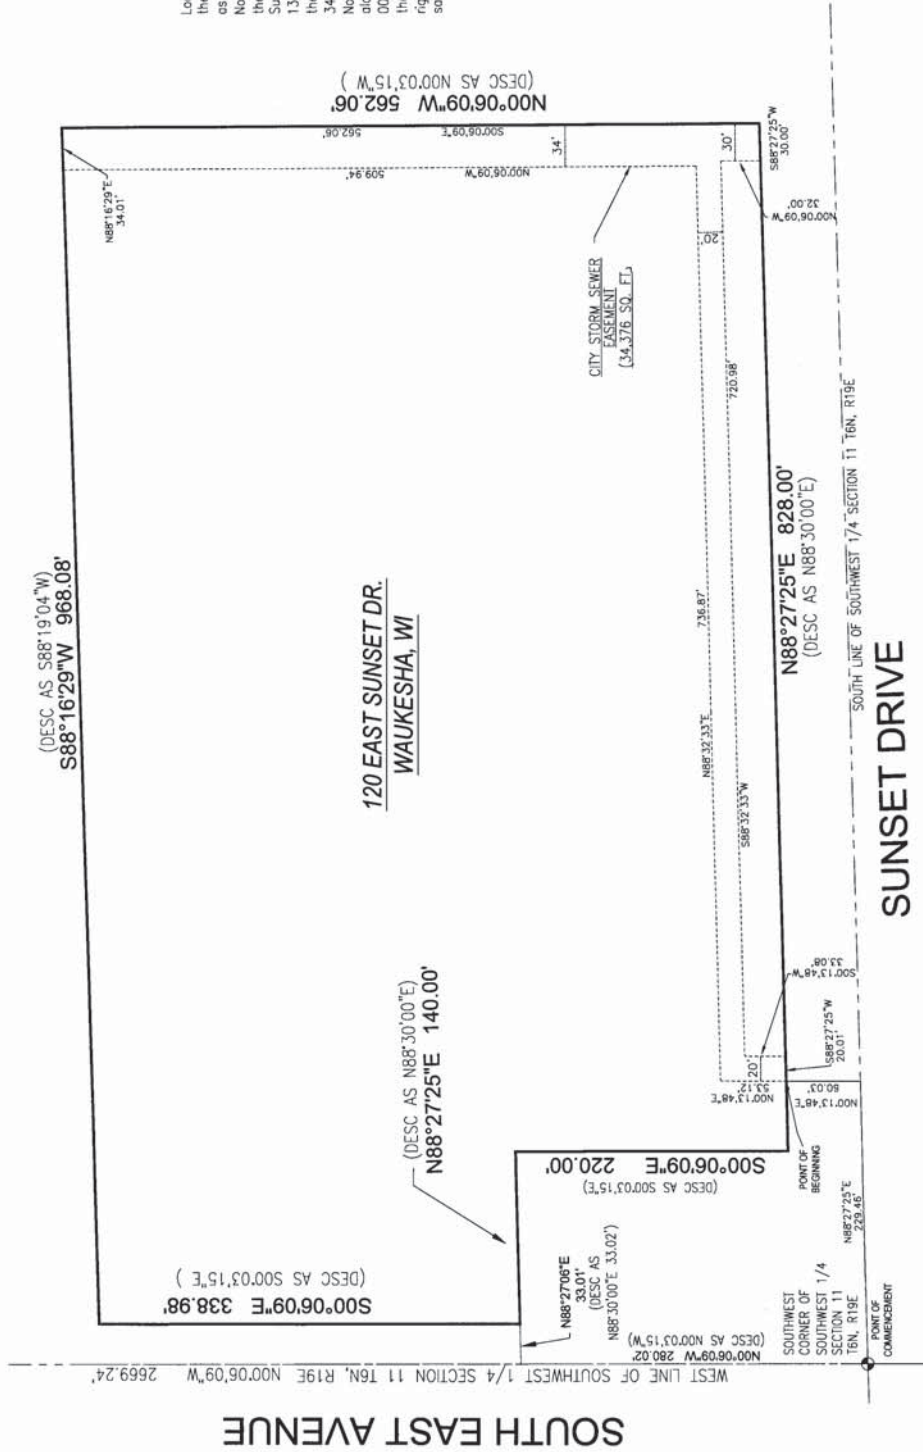 (DESC AS S88°19'04"W)
S88°16'29"W 968.08'
N88°16'29"E
34.01'
N00°06'09"W 562.06'
(DESC AS N00°03'15"W )
S00°06'09"E
562.06'
N00°06'09"W
509.94'
34'
30'
S88°27'25"W
30.00'
N00°06'09"W
32.00'
20'
CITY STORM SEWER
EASEMENT
(34,376 SQ. FT.)
120 EAST SUNSET DR.
WAUKESHA, WI
N88°32'33"E
736.87'
S88°32'33"W
720.98'
N88°27'25"E 828.00'
(DESC AS N88°30'00"E)
(DESC AS N88°30'00"E)
N88°27'25"E 140.00'
S00°06'09"E 338.98'
(DESC AS S00°03'15"E )
S00°06'09"E 220.00'
(DESC AS S00°03'15"E)
N88°27'06"E
33.01'
(DESC AS
N88°30'00"E 33.02')
N00°06'09"W 280.02'
(DESC AS N00°03'15"W)
N00°13'48"E
53.12'
20'
S00°13'48"W
33.08'
S88°27'25"W
20.01'
N00°13'48"E
60.03'
POINT OF
BEGINNING
N88°27'25"E
229.46'
SOUTHWEST
CORNER OF
SOUTHWEST 1/4
SECTION 11
T6N, R19E
POINT OF
COMMENCEMENT
WEST LINE OF SOUTHWEST 1/4 SECTION 11 T6N, R19E N00°06'09"W 2669.24'
SOUTH LINE OF SOUTHWEST 1/4 SECTION 11 T6N, R19E
SOUTH EAST AVENUE
SUNSET DRIVE